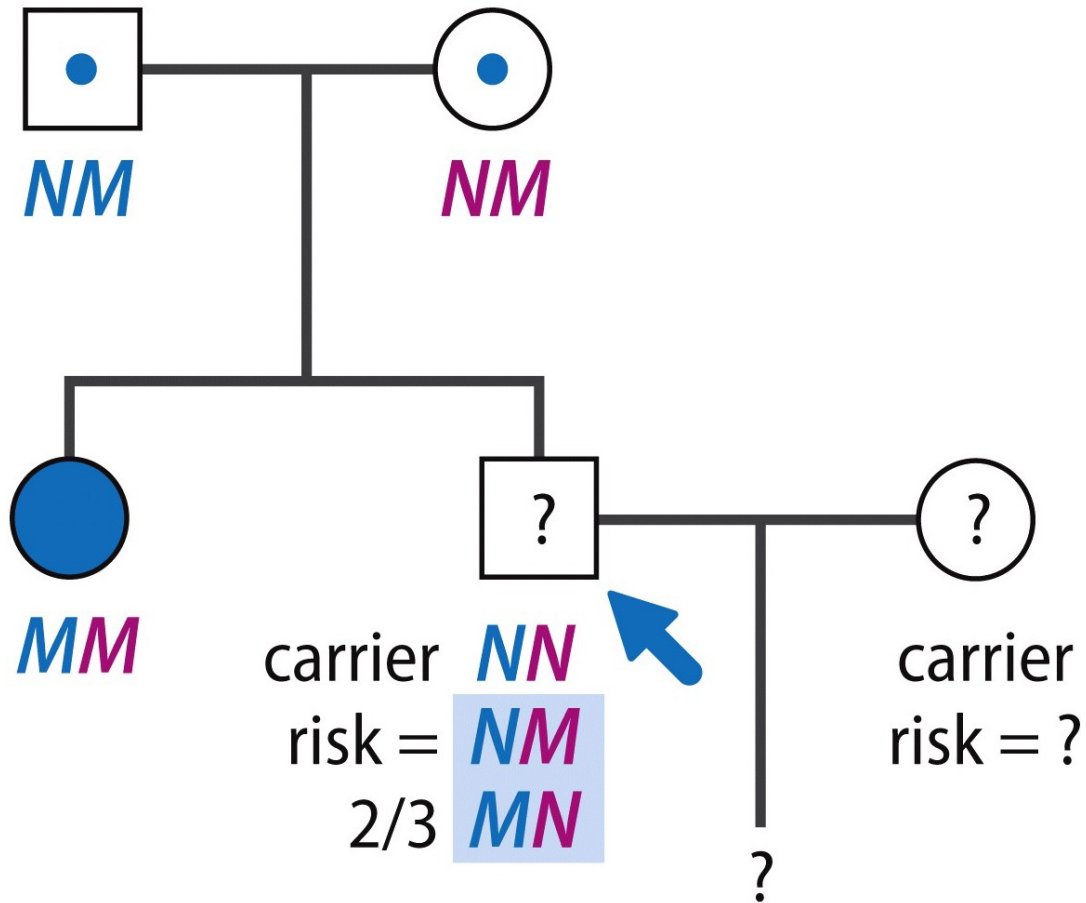 NM
NM
?
?
MM
carrier NN
risk = NM
2/3 MN
carrier
risk = ?
?